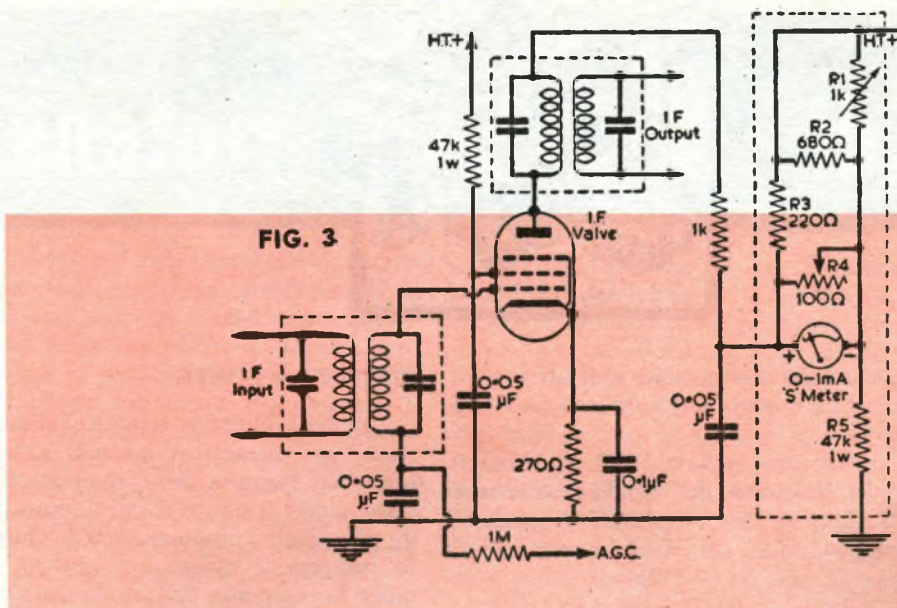 H.T.+
H.T.+
R1
1k
I.F
Output
R2
680Ω
47k
1w
R3
220Ω
I.F.
Valve
FIG. 3
1k
R4
100Ω
I F
Input
+
-
0-1mA
'S' Meter
0·05
μF
0·05
μF
R5
47k
1w
270Ω
0·1μF
0·05
μF
1M
A.G.C.